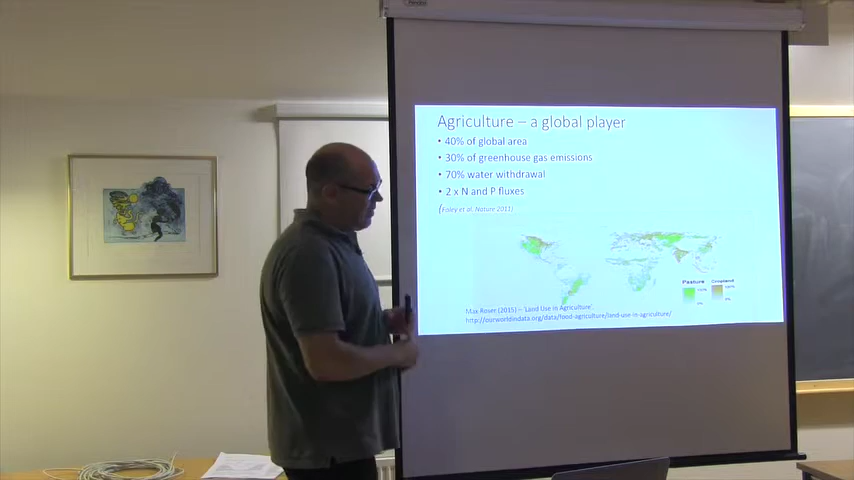 Agriculture – a global player
• 40% of global area
• 30% of greenhouse gas emissions
• 70% water withdrawal
• 2 x N and P fluxes
(Foley et al. Nature 2011)
Pasture
Cropland
Max Roser (2015) – 'Land Use in Agriculture'.
http://ourworldindata.org/data/food-agriculture/land-use-in-agriculture/